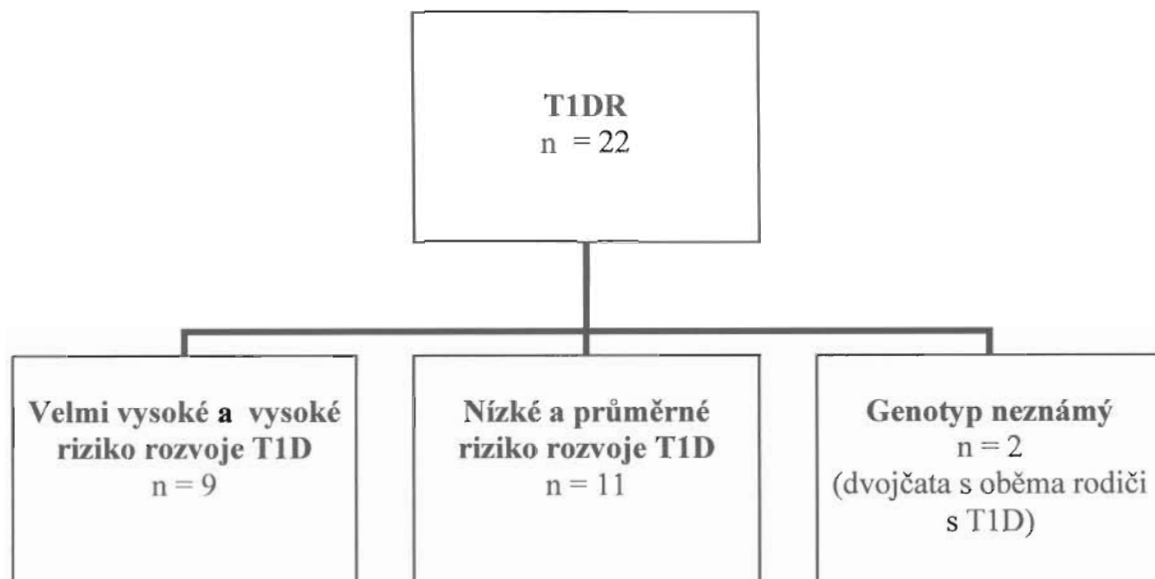 T1DR
n = 22
Velmi vysoké a vysoké
riziko rozvoje T1D
n = 9
Nízké a průměrné
riziko rozvoje T1D
n = 11
Genotyp neznámý
n = 2
(dvojčata s oběma rodiči
s T1D)